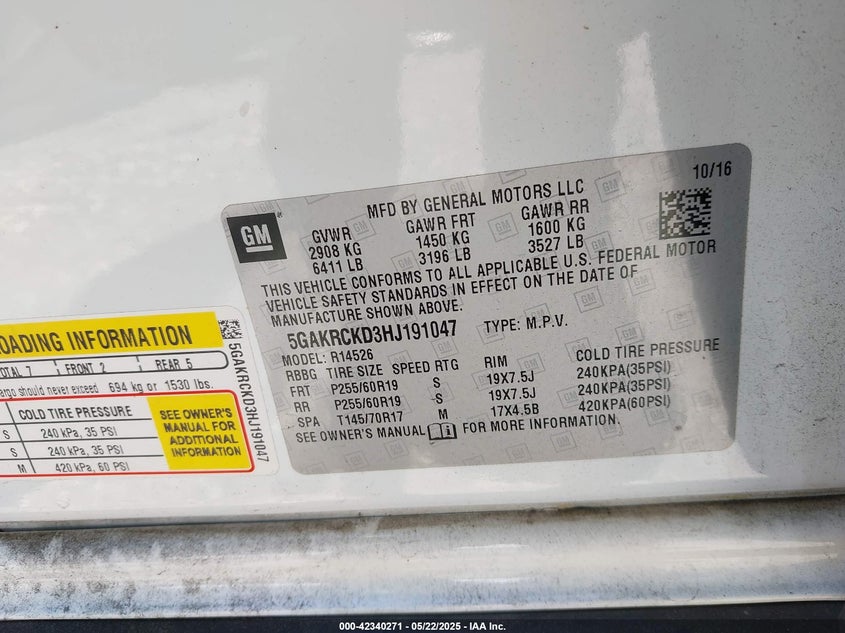 10/16
MFD BY GENERAL MOTORS LLC
GM
GVWR GAWR FRT GAWR RR
2908 KG 1450 KG 1600 KG
6411 LB 3196 LB 3527 LB
THIS VEHICLE CONFORMS TO ALL APPLICABLE U.S. FEDERAL MOTOR
VEHICLE SAFETY STANDARDS IN EFFECT ON THE DATE OF
MANUFACTURE SHOWN ABOVE.
5GAKRCKD3HJ191047 TYPE: M.P.V.
MODEL: R14526
RBBG TIRE SIZE SPEED RTG RIM COLD TIRE PRESSURE
FRT P255/60R19 S 19X7.5J 240KPA(35PSI)
RR P255/60R19 S 19X7.5J 240KPA(35PSI)
SPA T145/70R17 M 17X4.5B 420KPA(60PSI)
SEE OWNER'S MANUAL FOR MORE INFORMATION.
OADING INFORMATION
OTAL 7 FRONT 2 REAR 5
argo should never exceed 694 kg or 1530 lbs.
COLD TIRE PRESSURE
S 240 kPa, 35 PSI
S 240 kPa, 35 PSI
M 420 kPa, 60 PSI
SEE OWNER'S
MANUAL FOR
ADDITIONAL
INFORMATION
5GAKRCKD3HJ191047
000-42340271 - 05/22/2025 - IAA Inc.